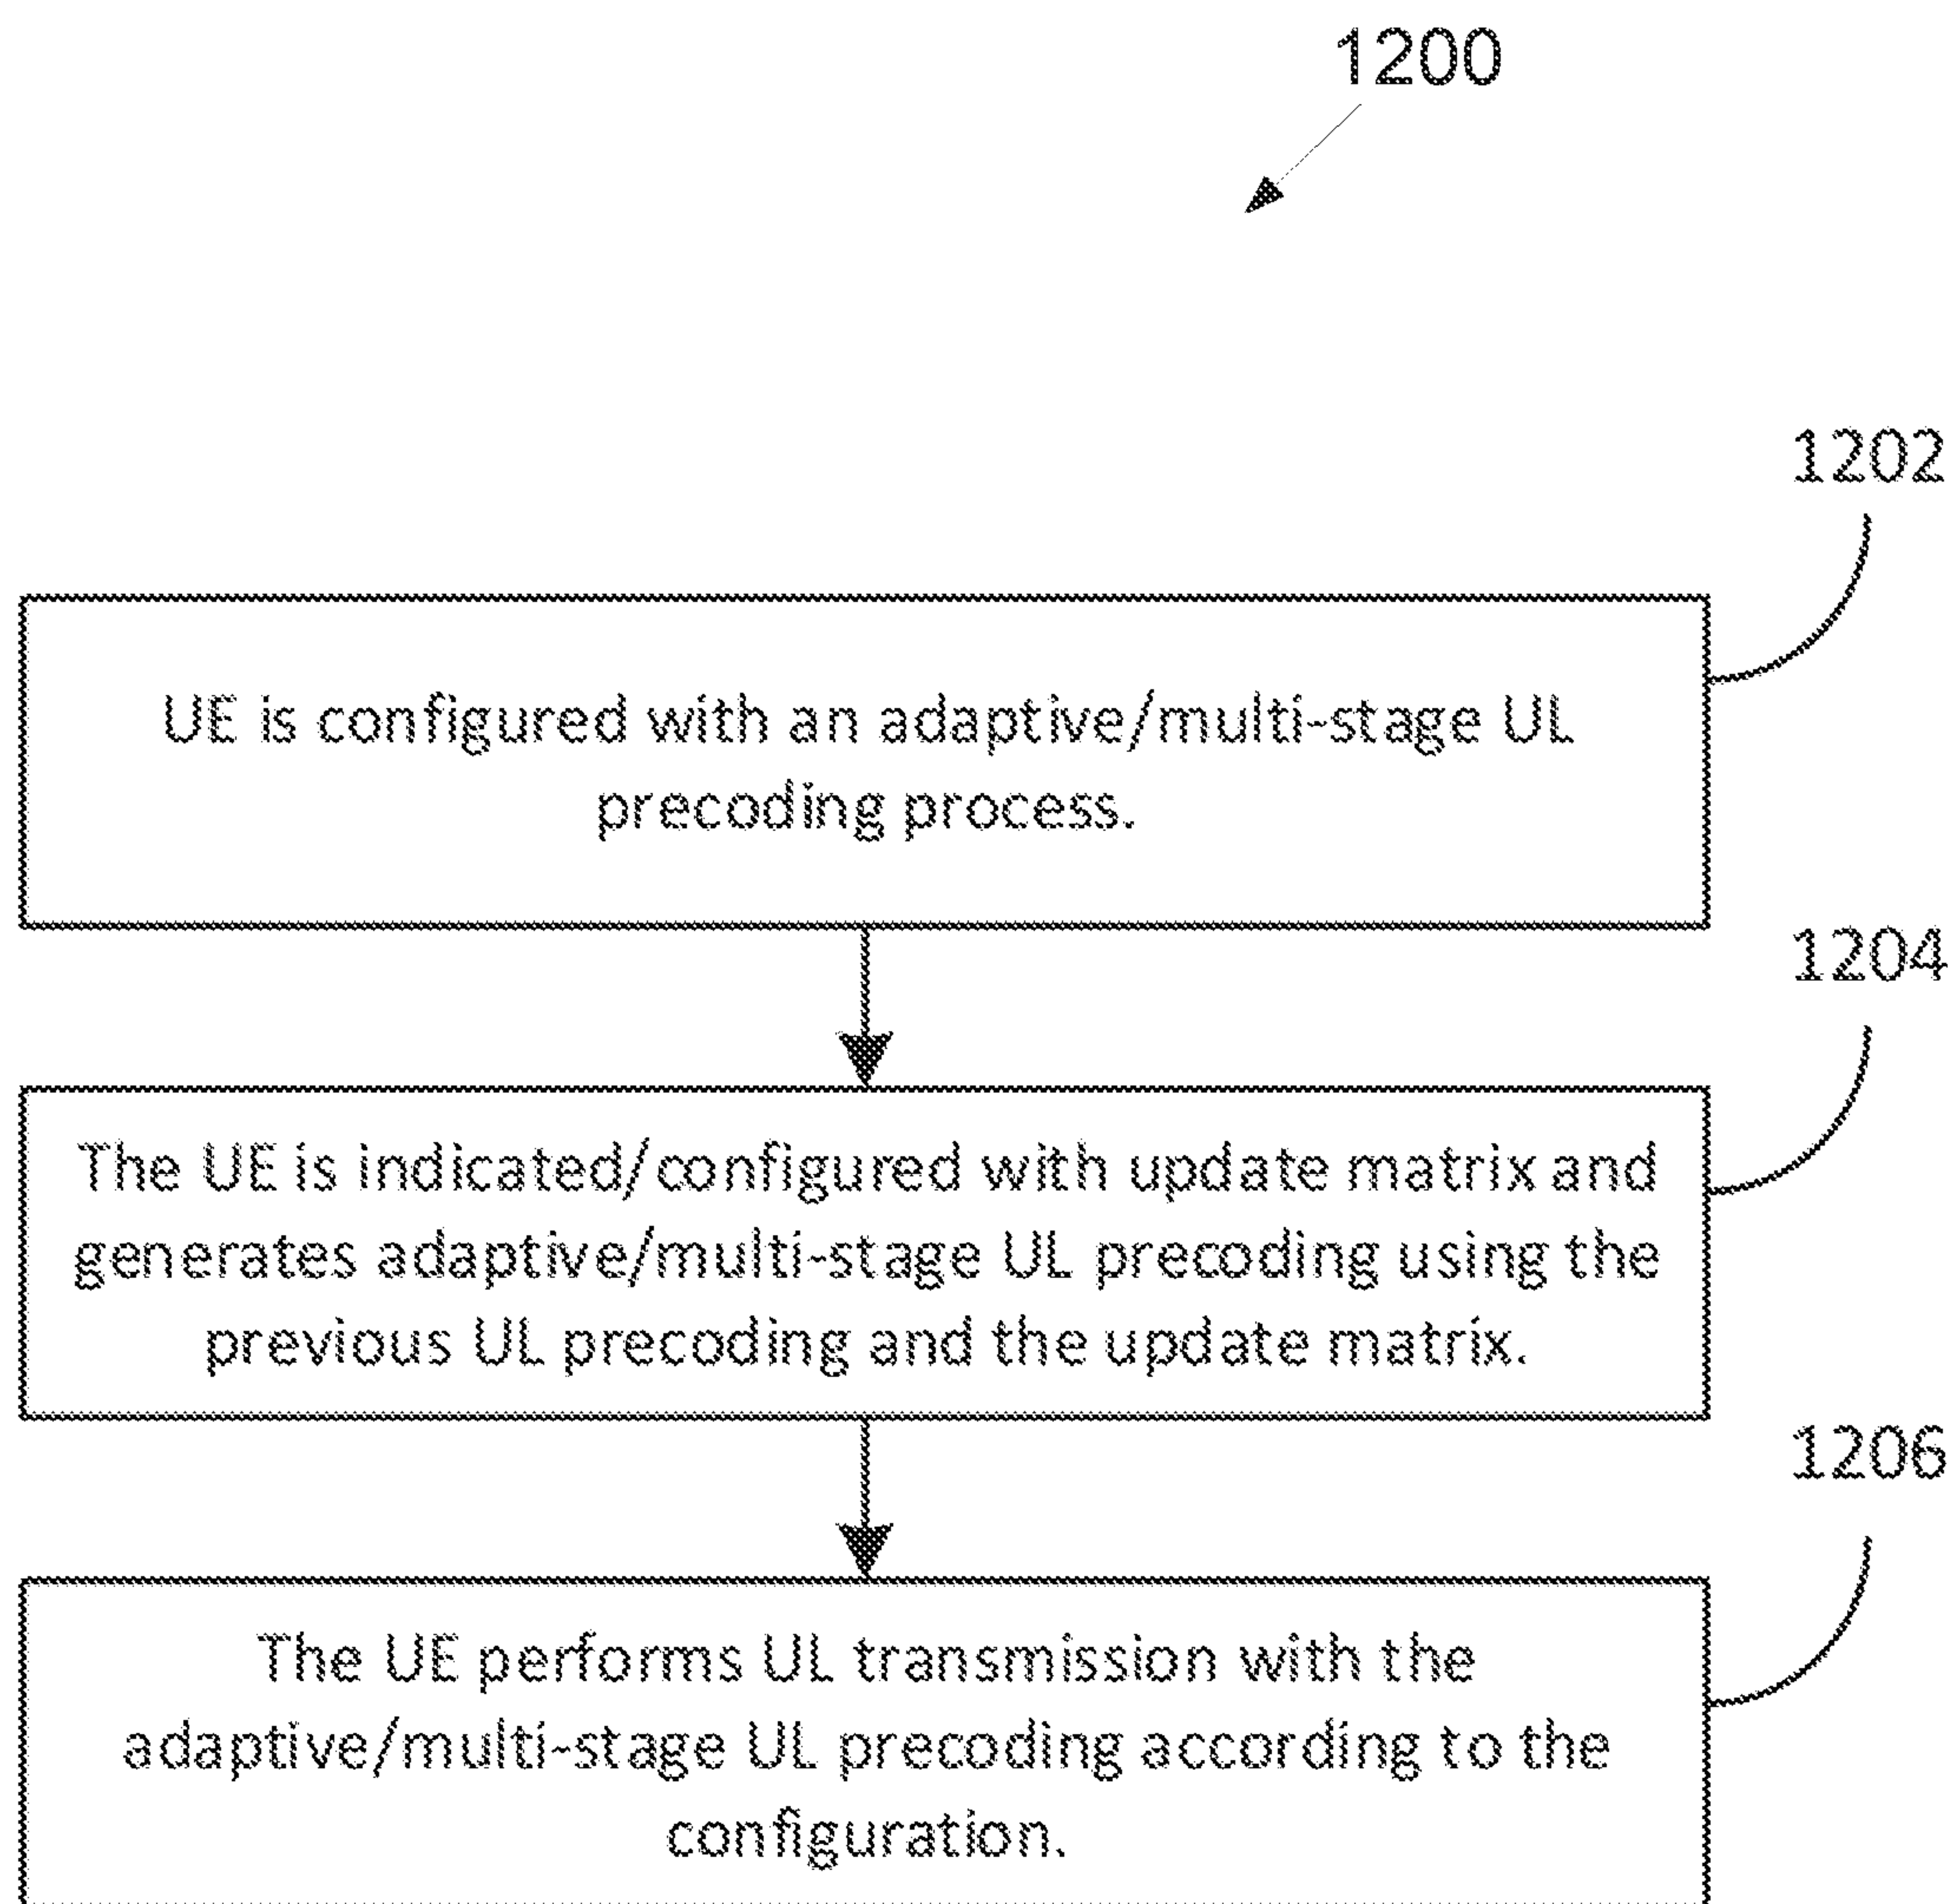 1200
1202
UE is configured with an adaptive/multi-stage UL
precoding process.
1204
The UE is indicated/configured with update matrix and
generates adaptive/multi-stage UL precoding using the
previous UL precoding and the update matrix.
1206
The UE performs UL transmission with the
adaptive/multi-stage UL precoding according to the
configuration.